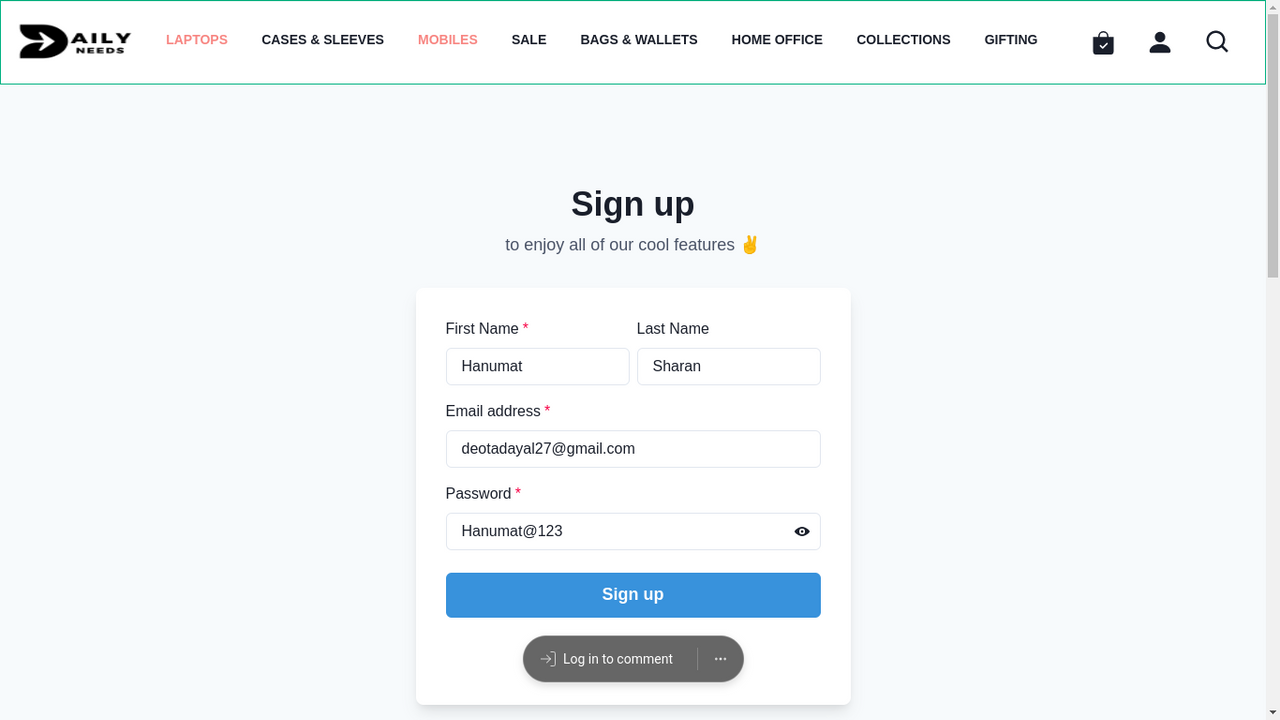 DAILY NEEDS
LAPTOPS CASES & SLEEVES MOBILES SALE BAGS & WALLETS HOME OFFICE COLLECTIONS GIFTING
Sign up
to enjoy all of our cool features ✌️
First Name * Last Name
Hanumat Sharan
Email address *
deotadayal27@gmail.com
Password *
Hanumat@123
Sign up
Log in to comment